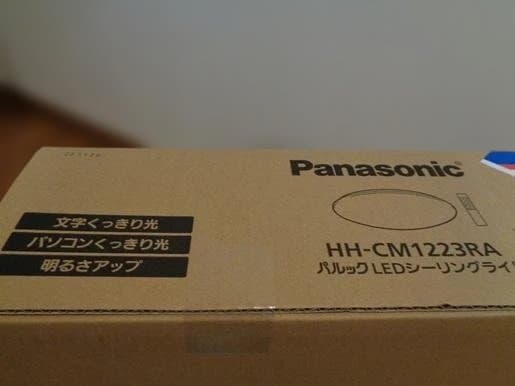 Panasonic
文字くっきり光
パソコンくっきり光
明るさアップ
HH-CM1223RA
パルックLEDシーリングライ